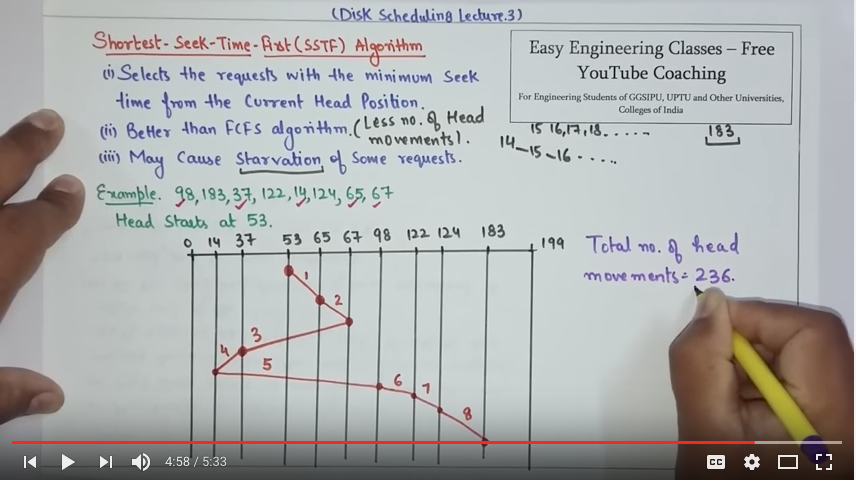 (Disk Scheduling Lecture.3)
Shortest-Seek-Time-First (SSTF) Algorithm
(i) Selects the requests with the minimum seek
time from the Current Head Position.
(ii) Better than FCFS algorithm. (Less no. of Head
movements).
(iii) May Cause Starvation of Some requests.
Easy Engineering Classes – Free
YouTube Coaching
For Engineering Students of GGSIPU, UPTU and Other Universities,
Colleges of India
15 16,17,18......
183
14-15-16.....
Example. 98, 183, 37, 122, 14, 124, 65, 67
Head Starts at 53.
0 14 37 53 65 67 98 122 124 183 199
1
2
3
4
5
6
7
8
Total no. of head
movements = 236.
4:58 / 5:33
CC